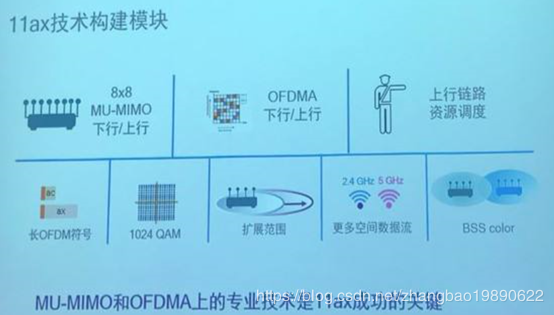 11ax技术构建模块
8x8
MU-MIMO
下行/上行
OFDMA
下行/上行
上行链路
资源调度
8X
长OFDM符号
1024 QAM
扩展范围
2.4 GHz 5 GHz
更多空间数据流
BSS color
MU-MIMO和OFDMA上的专业技术是11ax成功的关键
https://blog.csdn.net/zhangbao19890622